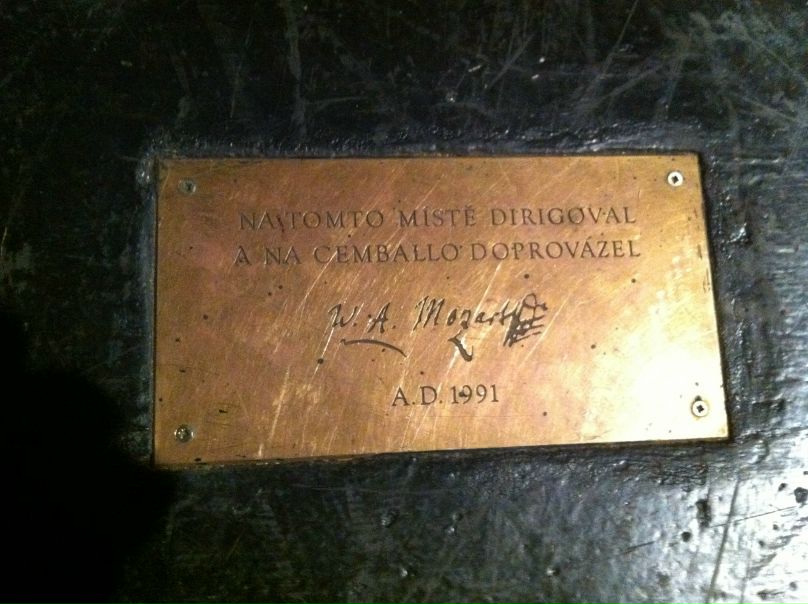 NA TOMTO MÍSTĚ DIRIGOVAL
A NA CEMBALLO DOPROVÁZEL
W. A. Mozart
A.D. 1991